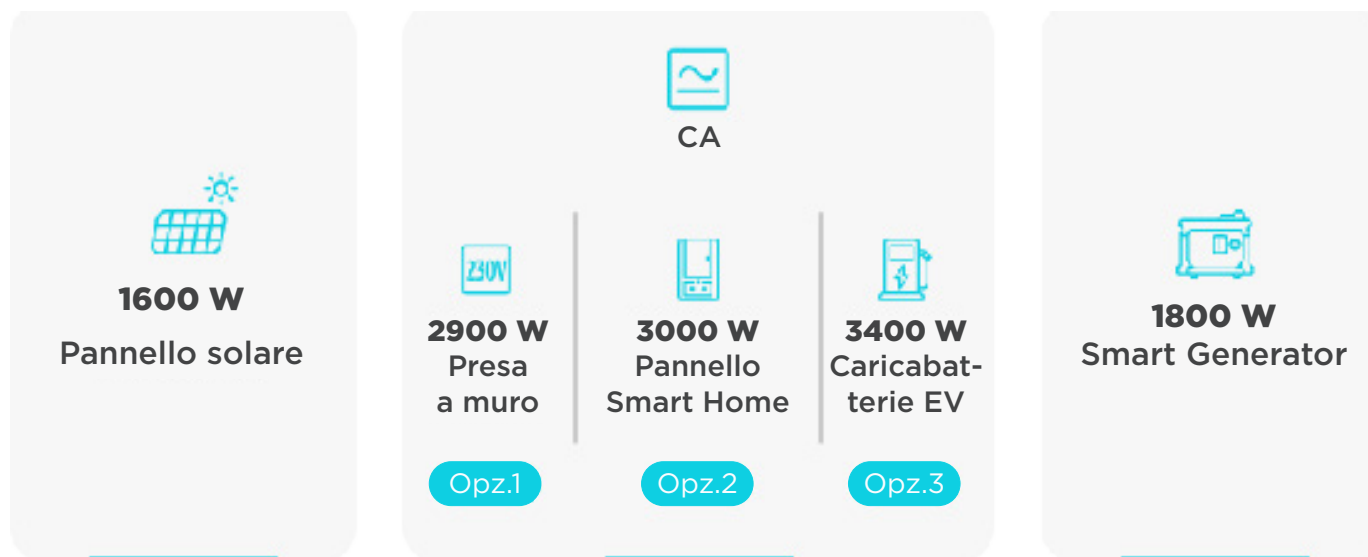 1600 W
Pannello solare
CA
230V
2900 W
Presa
a muro
Opz.1
3000 W
Pannello
Smart Home
Opz.2
3400 W
Caricabat-
terie EV
Opz.3
1800 W
Smart Generator